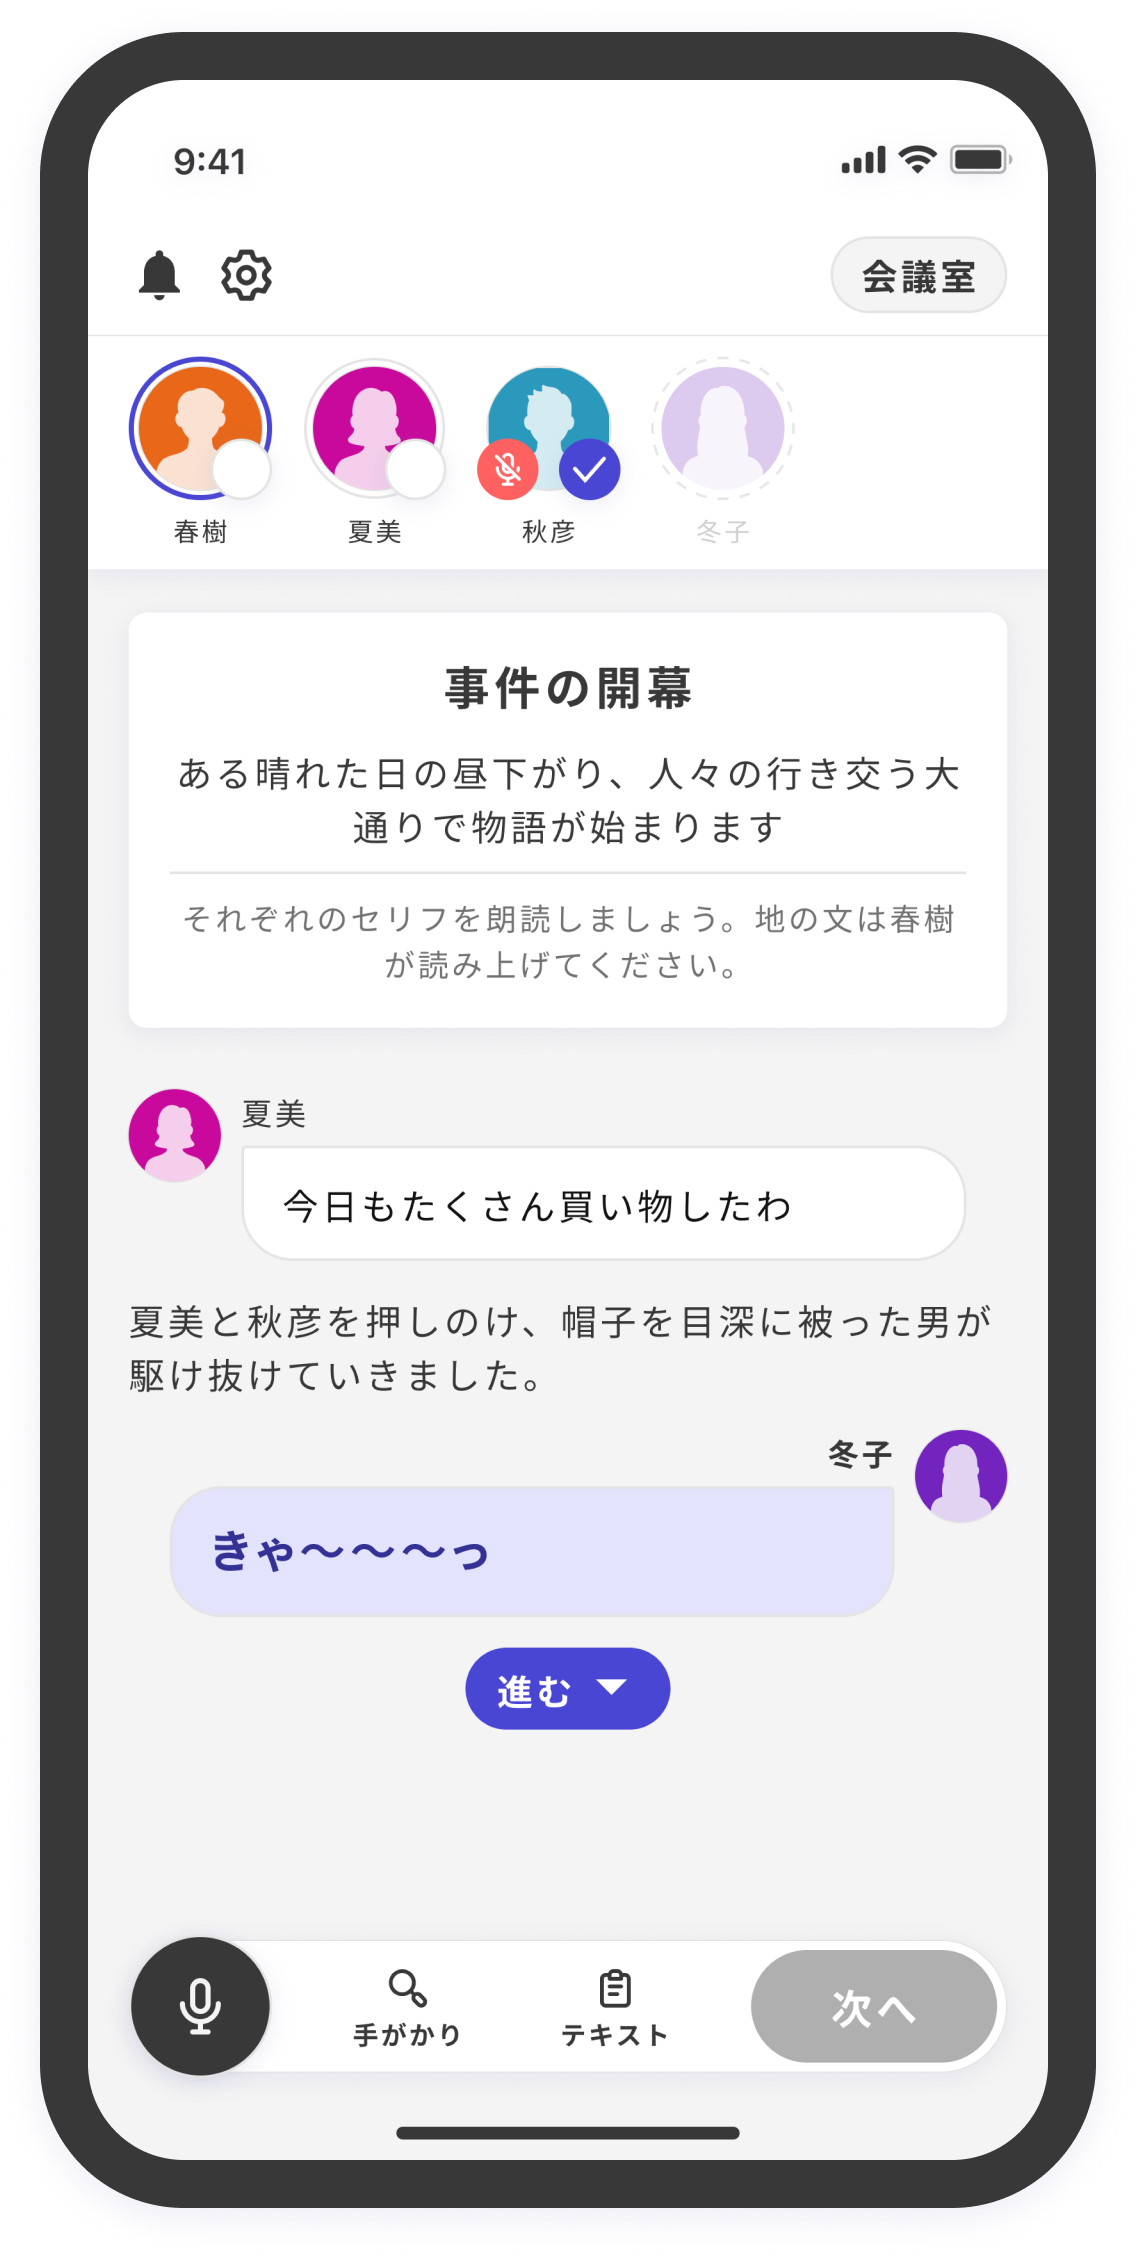 9:41
会議室
春樹
夏美
秋彦
冬子
事件の開幕
ある晴れた日の昼下がり、人々の行き交う大
通りで物語が始まります
それぞれのセリフを朗読しましょう。地の文は春樹
が読み上げてください。
夏美
今日もたくさん買い物したわ
夏美と秋彦を押しのけ、帽子を目深に被った男が
駆け抜けていきました。
冬子
きゃ〜〜〜っ
進む
手がかり
テキスト
次へ